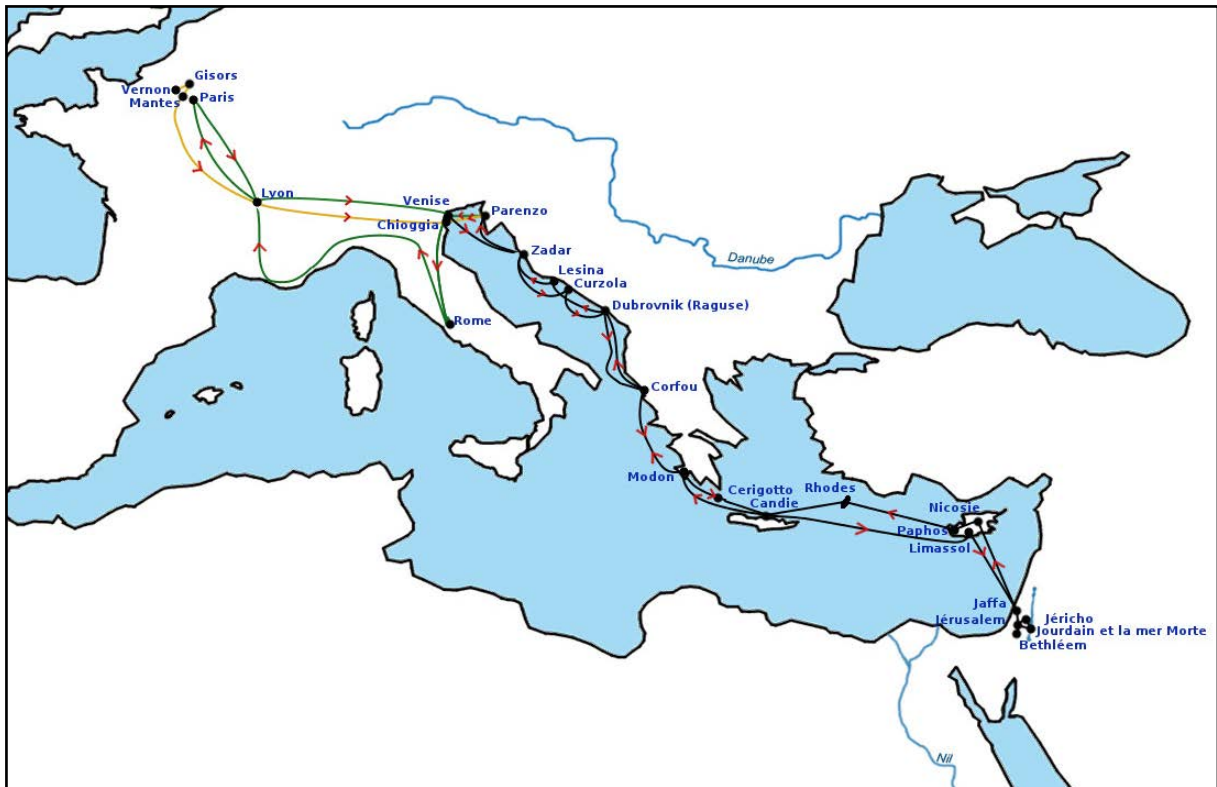 Gisors
Vernon
Mantes
Paris
Lyon
Venise
Parenzo
Chioggia
Zadar
Danube
Lesina
Curzola
Dubrovnik (Raguse)
Rome
Corfou
Modon
Cerigotto
Rhodes
Candie
Nicosie
Paphos
Limassol
Jaffa
Jérusalem
Jéricho
Jourdain et la mer Morte
Bethléem
Nil